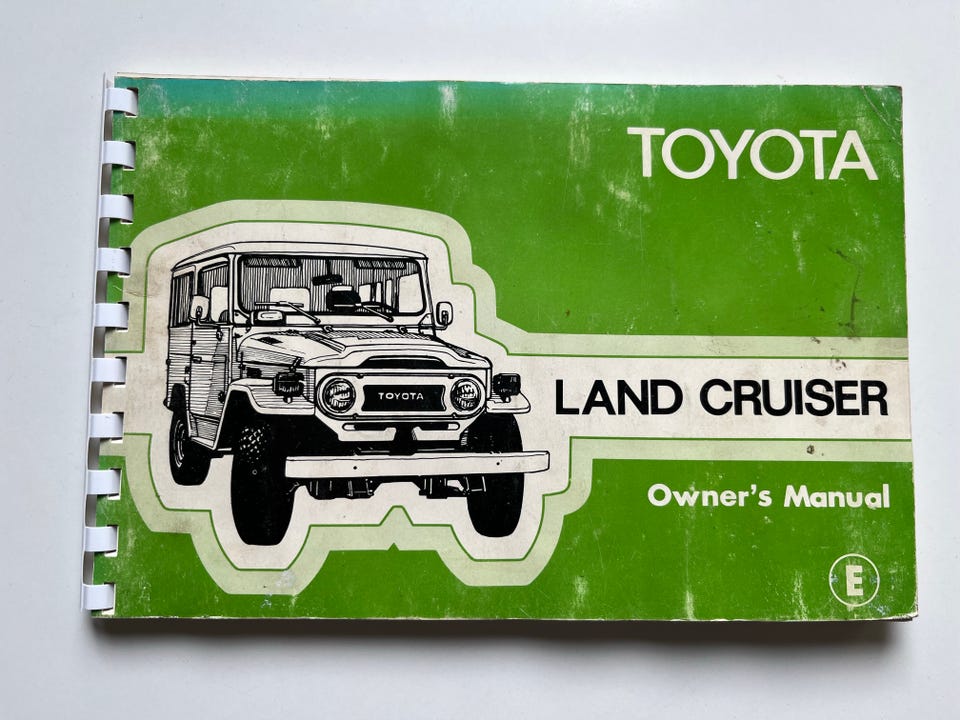 TOYOTA
TOYOTA
LAND CRUISER
Owner's Manual
E